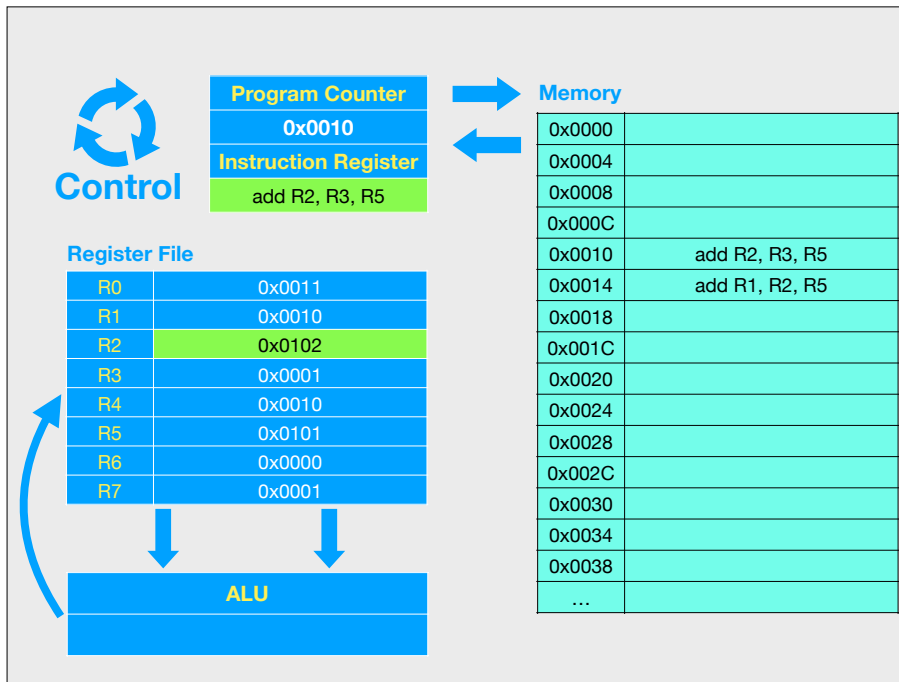 Control
Program Counter
0x0010
Instruction Register
add R2, R3, R5
Register File
R0 0x0011
R1 0x0010
R2 0x0102
R3 0x0001
R4 0x0010
R5 0x0101
R6 0x0000
R7 0x0001
ALU
Memory
0x0000
0x0004
0x0008
0x000C
0x0010 add R2, R3, R5
0x0014 add R1, R2, R5
0x0018
0x001C
0x0020
0x0024
0x0028
0x002C
0x0030
0x0034
0x0038
…